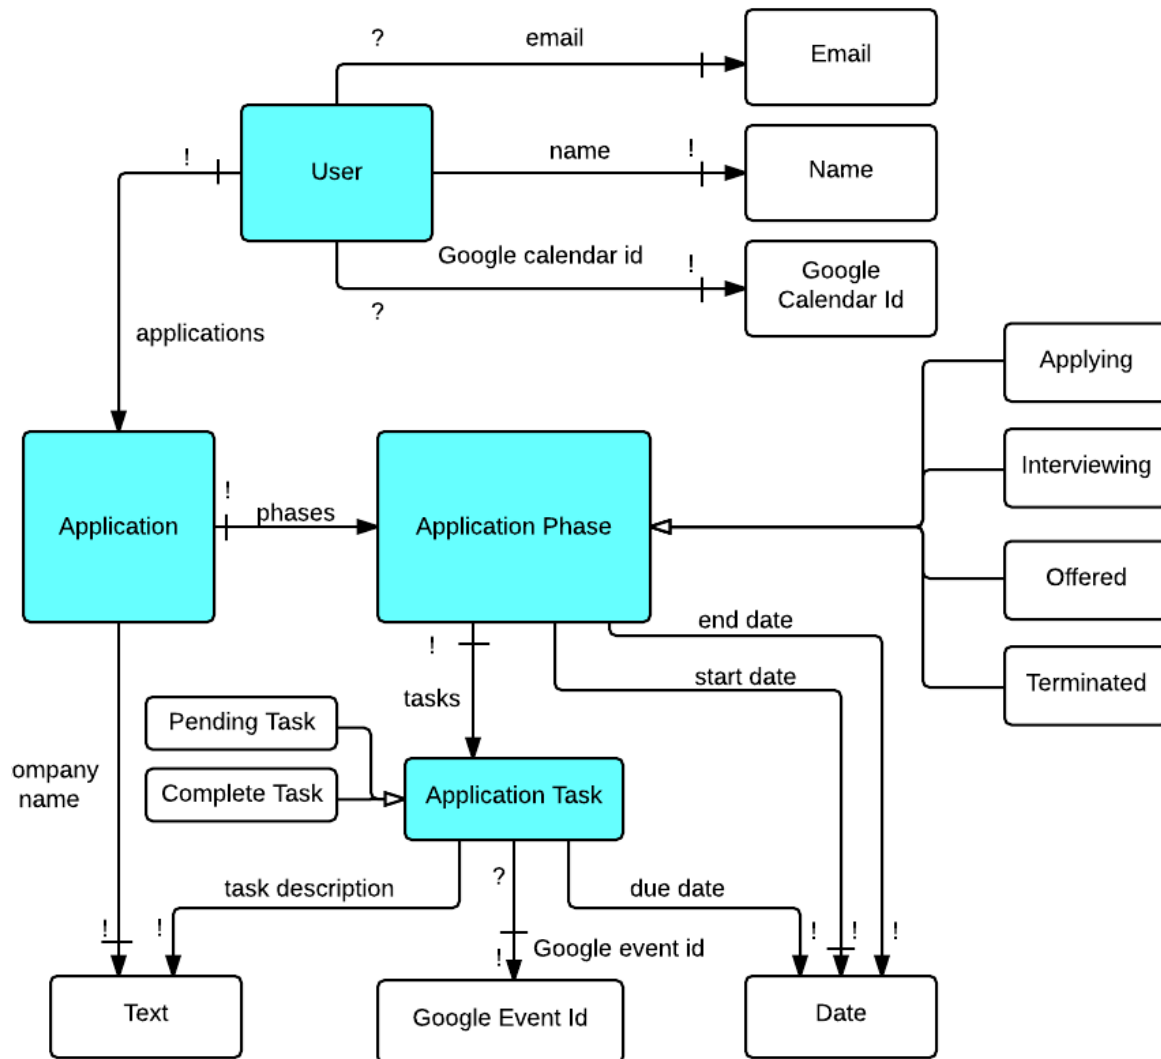 ?
email
Email
!
User
name
!
Name
Google calendar id
!
?
Google
Calendar Id
applications
Applying
Interviewing
Offered
Terminated
Application
!
phases
Application Phase
!
tasks
end date
start date
Pending Task
Complete Task
Application Task
ompany
name
task description
?
due date
!
!
!
Google event id
!
!
!
Text
Google Event Id
Date